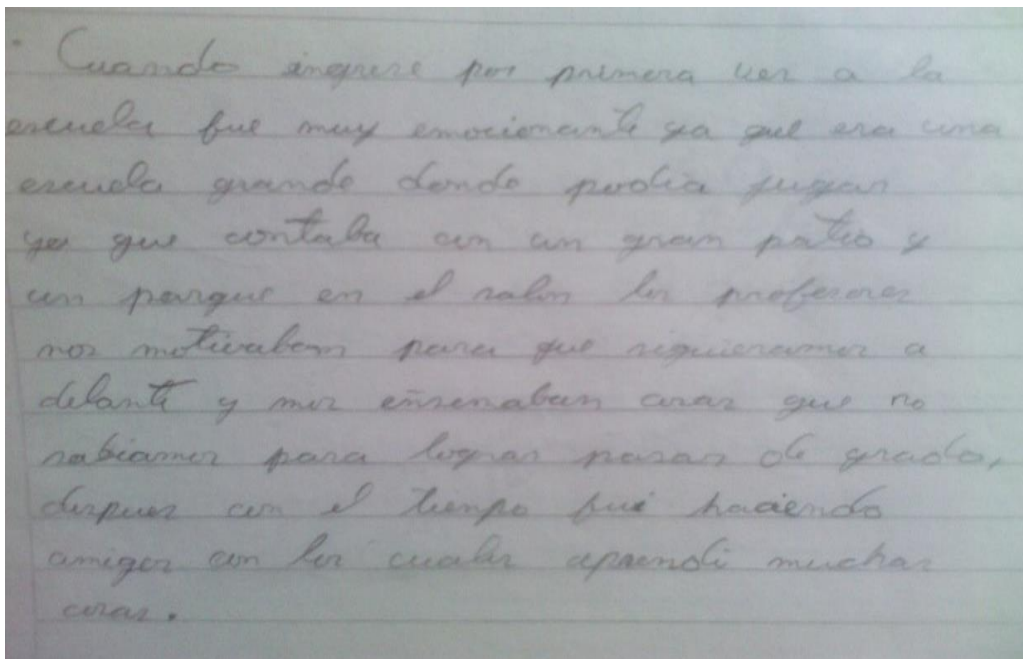 - Cuando ingrese por primera vez a la
escuela fue muy emocionante ya que era una
escuela grande donde podia jugar
ya que contaba con un gran patio y
un parque en el salon los profesores
nos motivaban para que siguieramos a
delante y nos enseñaban cosas que no
sabiamos para lograr pasar de grado,
despues con el tiempo fui haciendo
amigos con los cuales aprendi muchas
cosas.